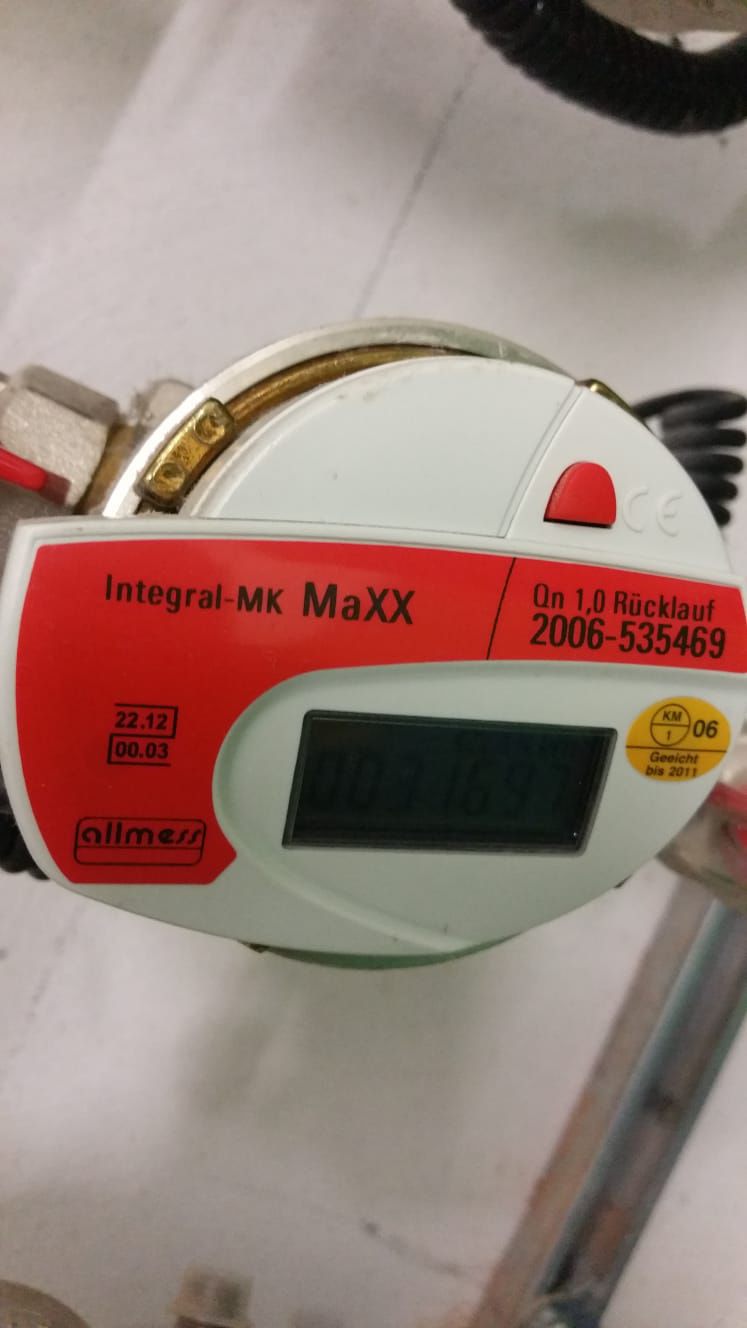 CE
Integral-MK MaXX
Qn 1,0 Rücklauf
2006-535469
22.12
00.03
KM
1
06
Geeicht
bis 2011
allmess